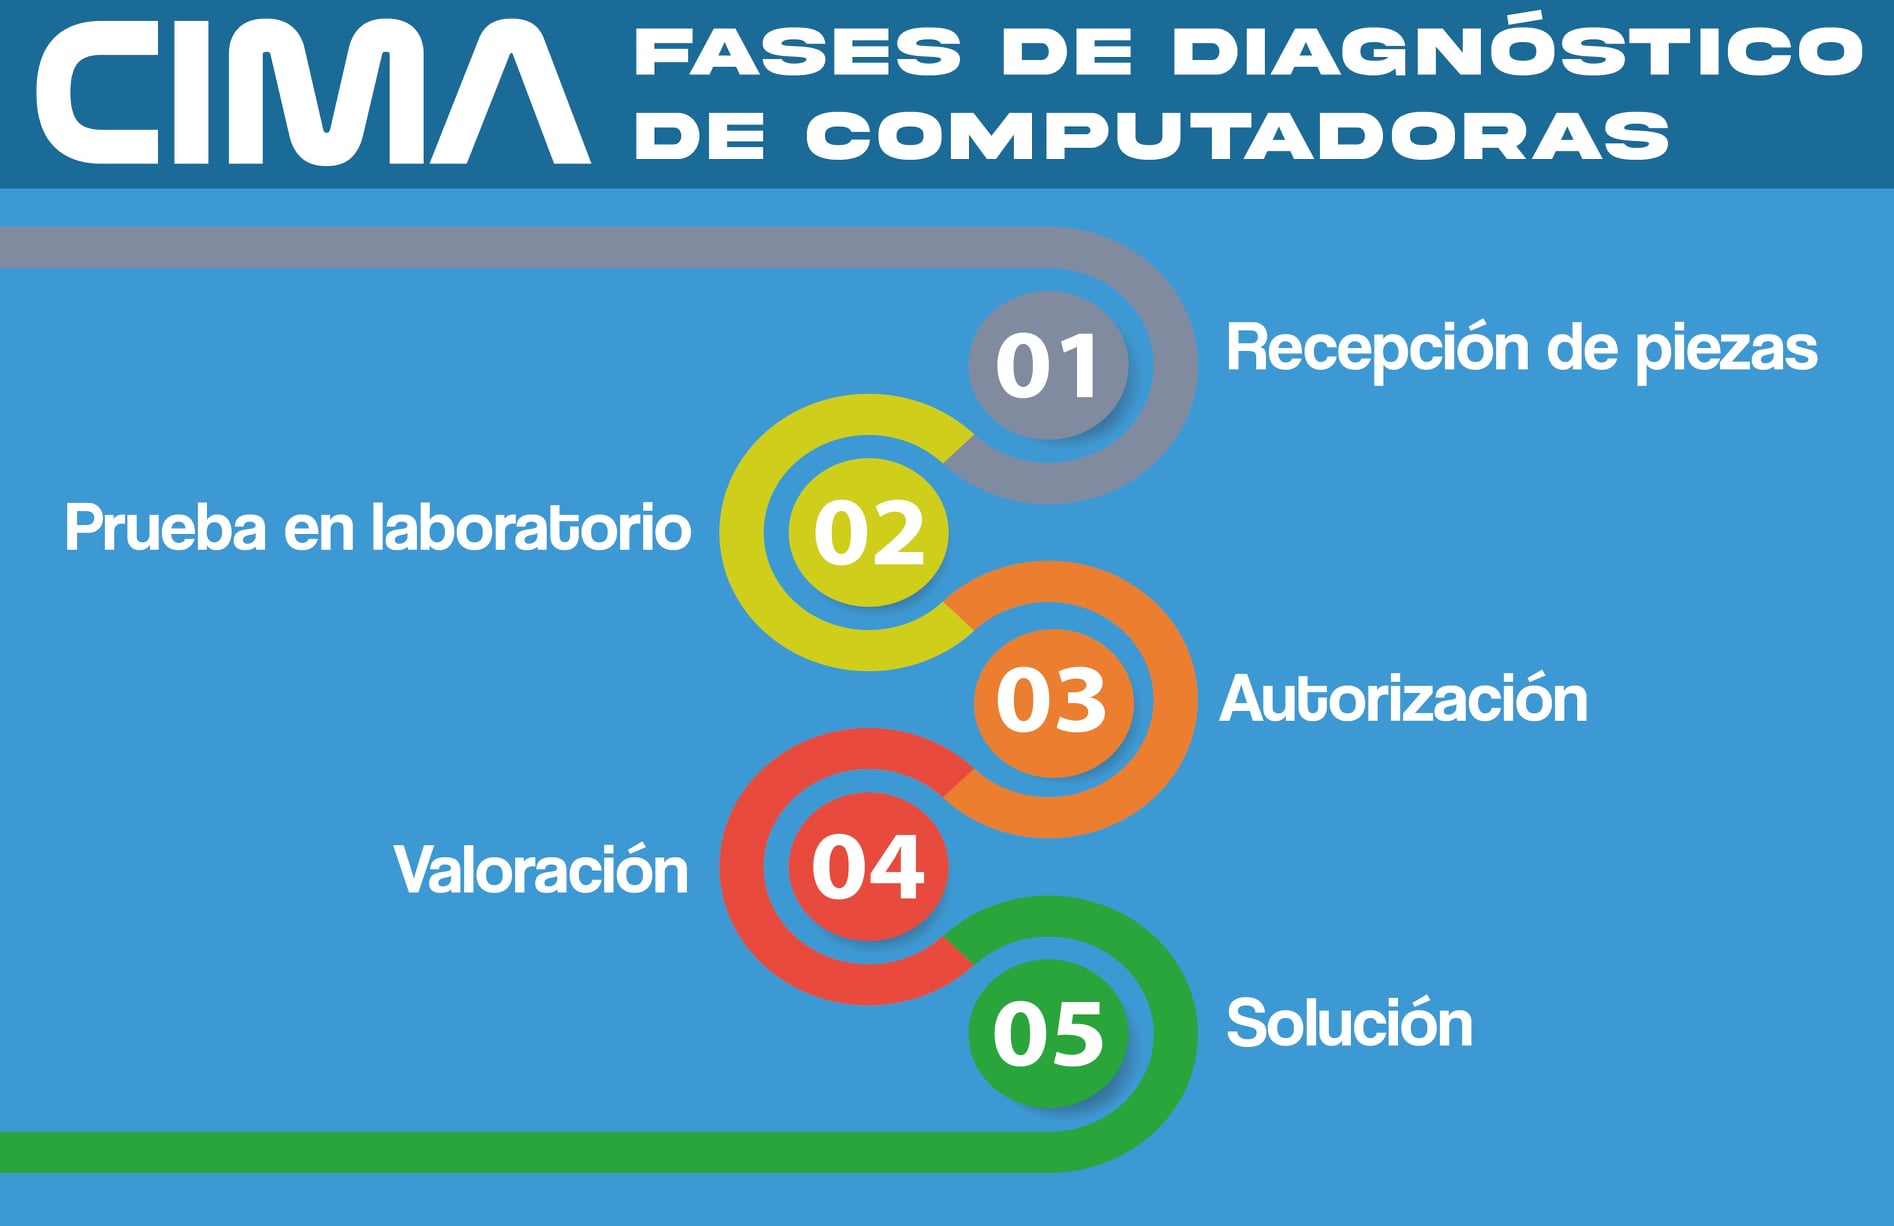 CIMA
FASES DE DIAGNÓSTICO
DE COMPUTADORAS
01
Recepción de piezas
02
Prueba en laboratorio
03
Autorización
04
Valoración
05
Solución